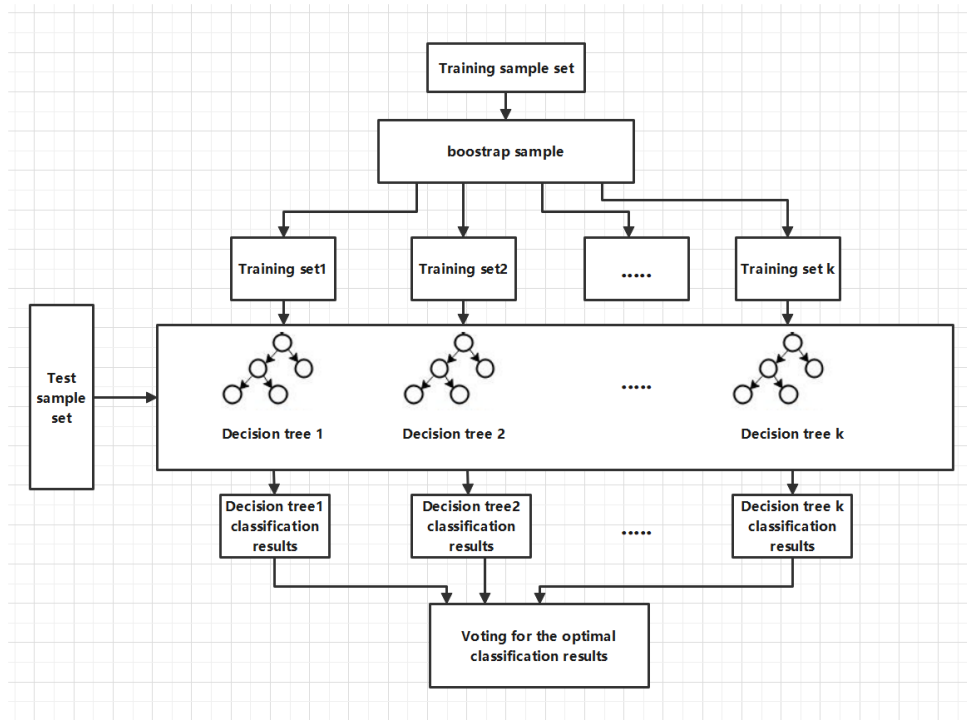 Training sample set
boostrap sample
Training set1
Training set2
.....
Training set k
Test
sample
set
.....
Decision tree 1
Decision tree 2
Decision tree k
Decision tree1
classification
results
Decision tree2
classification
results
.....
Decision tree k
classification
results
Voting for the optimal
classification results